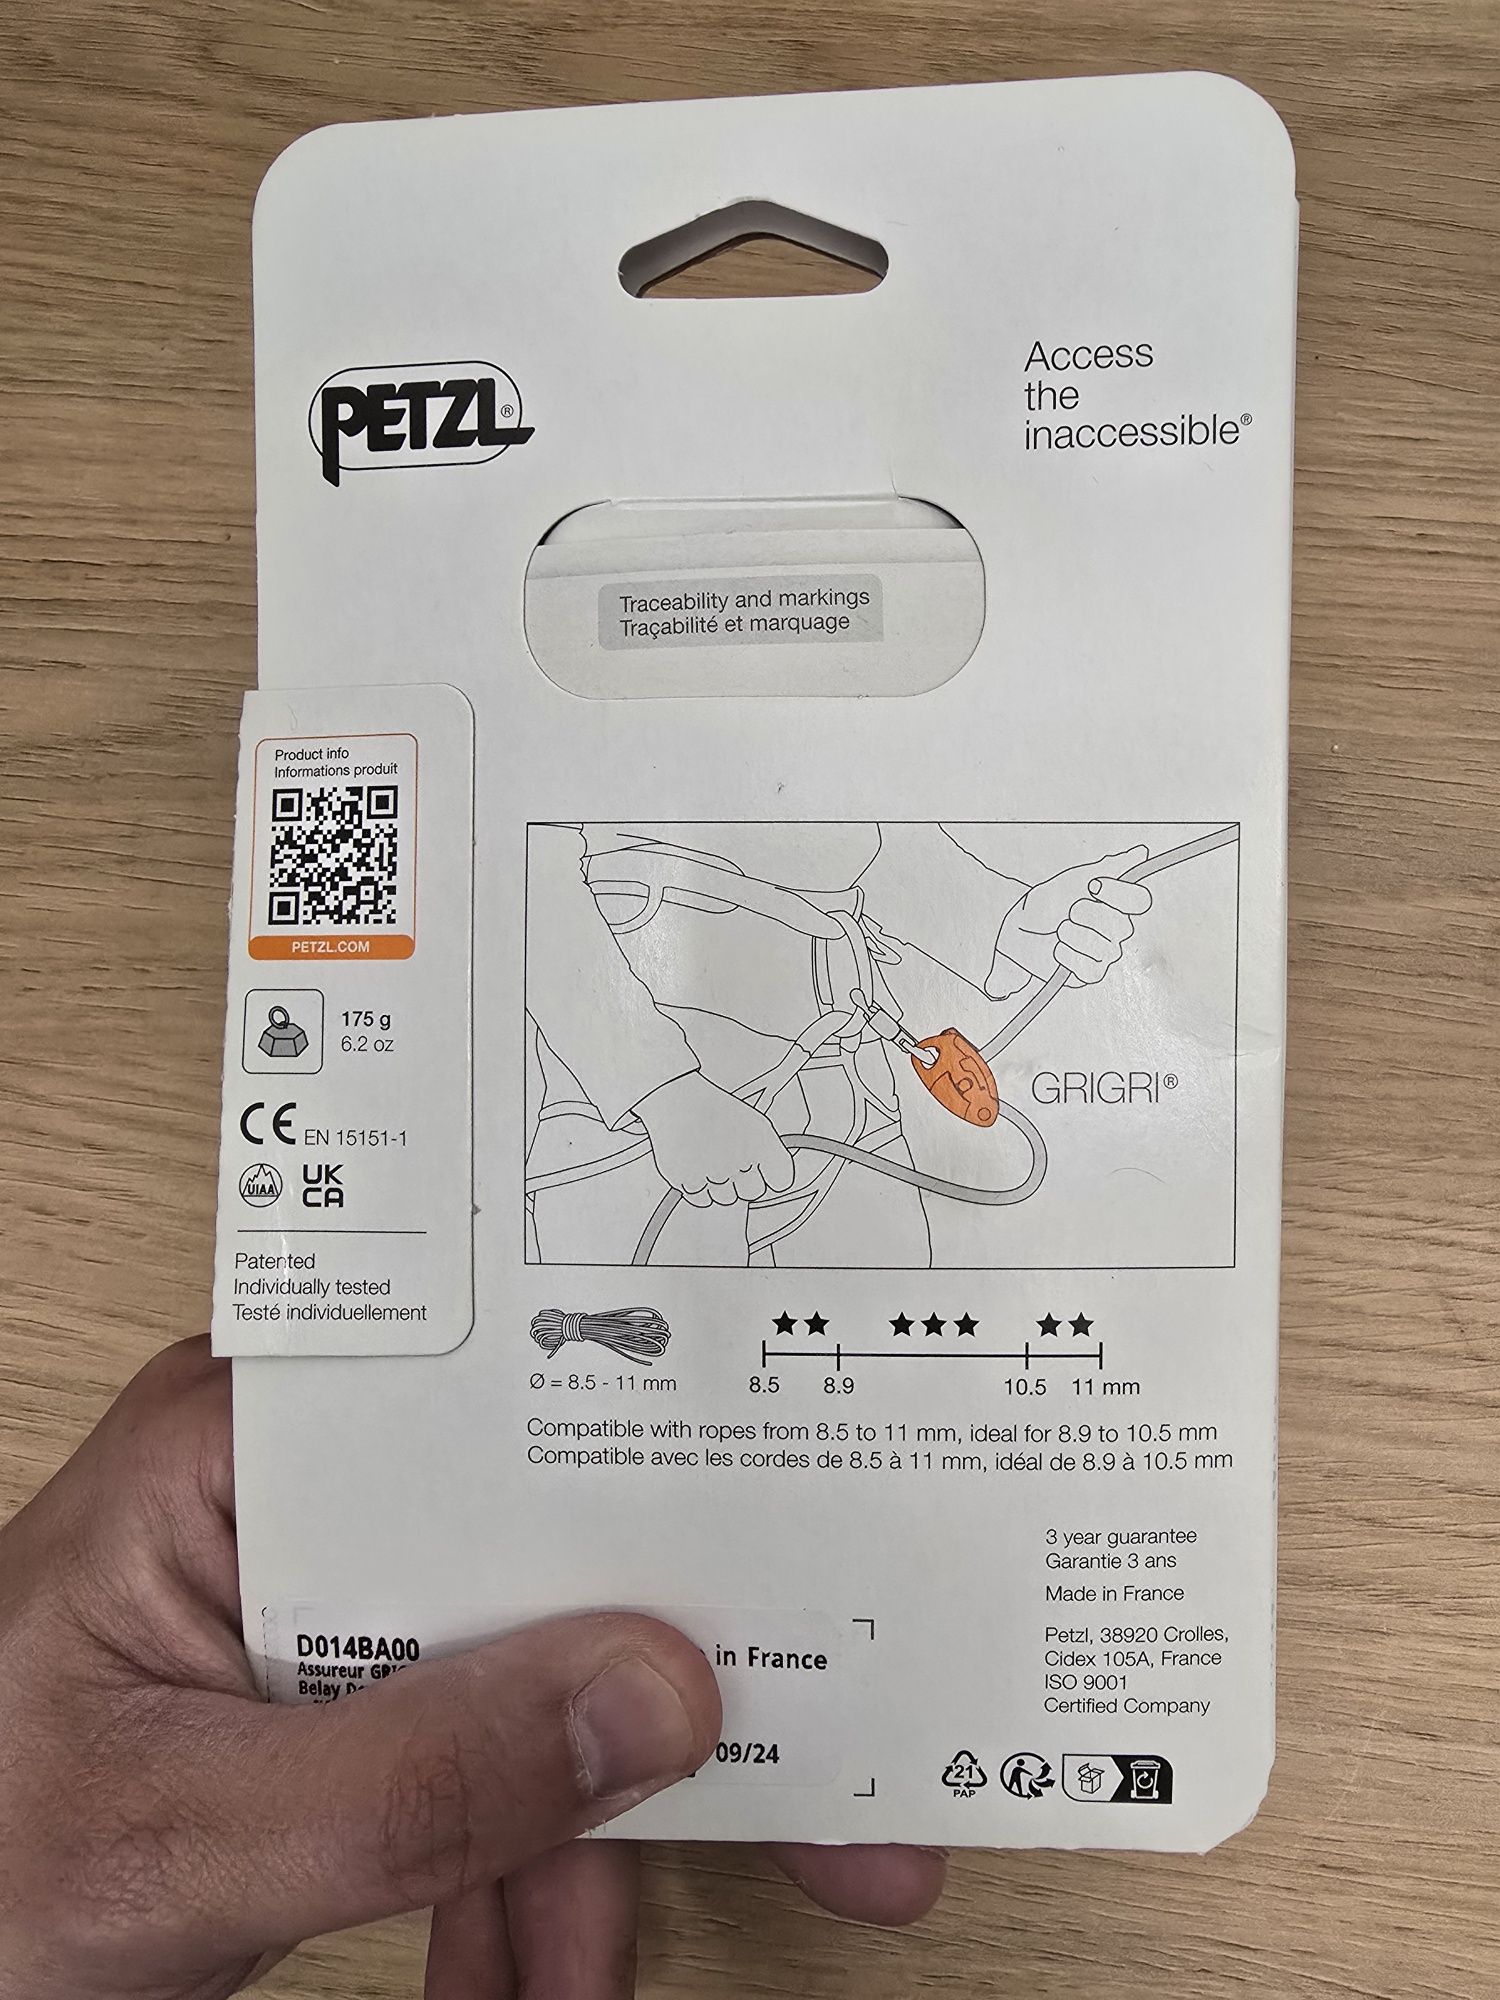 PETZL®
Access
the
inaccessible®
Traceability and markings
Traçabilité et marquage
Product info
Informations produit
PETZL.COM
175 g
6.2 oz
CE EN 15151-1
UIAA
UK
CA
Patented
Individually tested
Testé individuellement
GRIGRI®
Ø = 8.5 - 11 mm
8.5 8.9 10.5 11 mm
Compatible with ropes from 8.5 to 11 mm, ideal for 8.9 to 10.5 mm
Compatible avec les cordes de 8.5 à 11 mm, idéal de 8.9 à 10.5 mm
3 year guarantee
Garantie 3 ans
Made in France
Petzl, 38920 Crolles,
Cidex 105A, France
ISO 9001
Certified Company
D014BA00
Assureur
Belay
in France
09/24
21
PAP